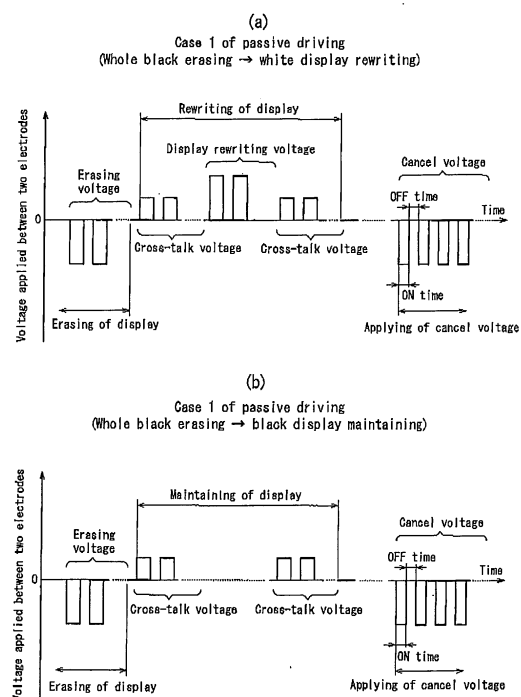 (a)
Case 1 of passive driving
(Whole black erasing → white display rewriting)
Voltage applied between two electrodes
Rewriting of display
Display rewriting voltage
Erasing
voltage
Cancel voltage
OFF time
0
Time
Cross-talk voltage
Cross-talk voltage
ON time
Erasing of display
Applying of cancel voltage
(b)
Case 1 of passive driving
(Whole black erasing → black display maintaining)
Voltage applied between two electrodes
Maintaining of display
Erasing
voltage
Cancel voltage
OFF time
0
Time
Cross-talk voltage
Cross-talk voltage
ON time
Erasing of display
Applying of cancel voltage